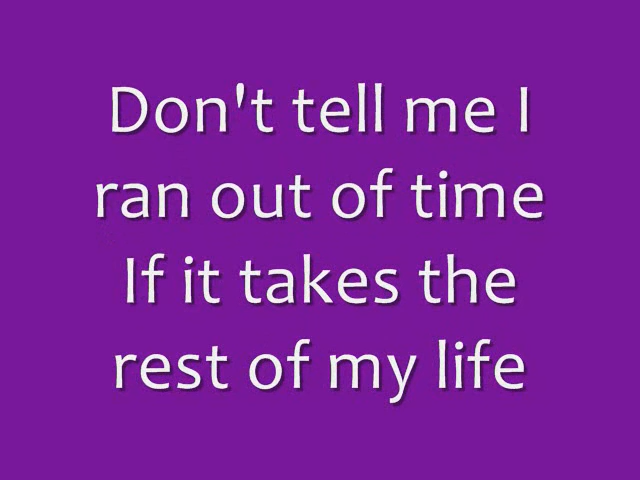 Don't tell me I
ran out of time
If it takes the
rest of my life